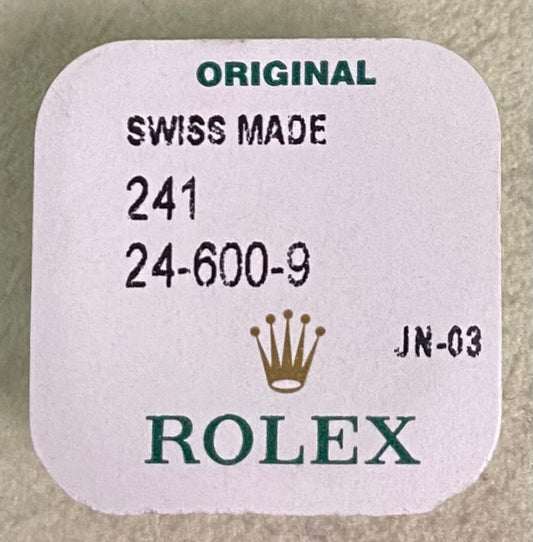 ORIGINAL
SWISS MADE
241
24-600-9
JN-03
ROLEX